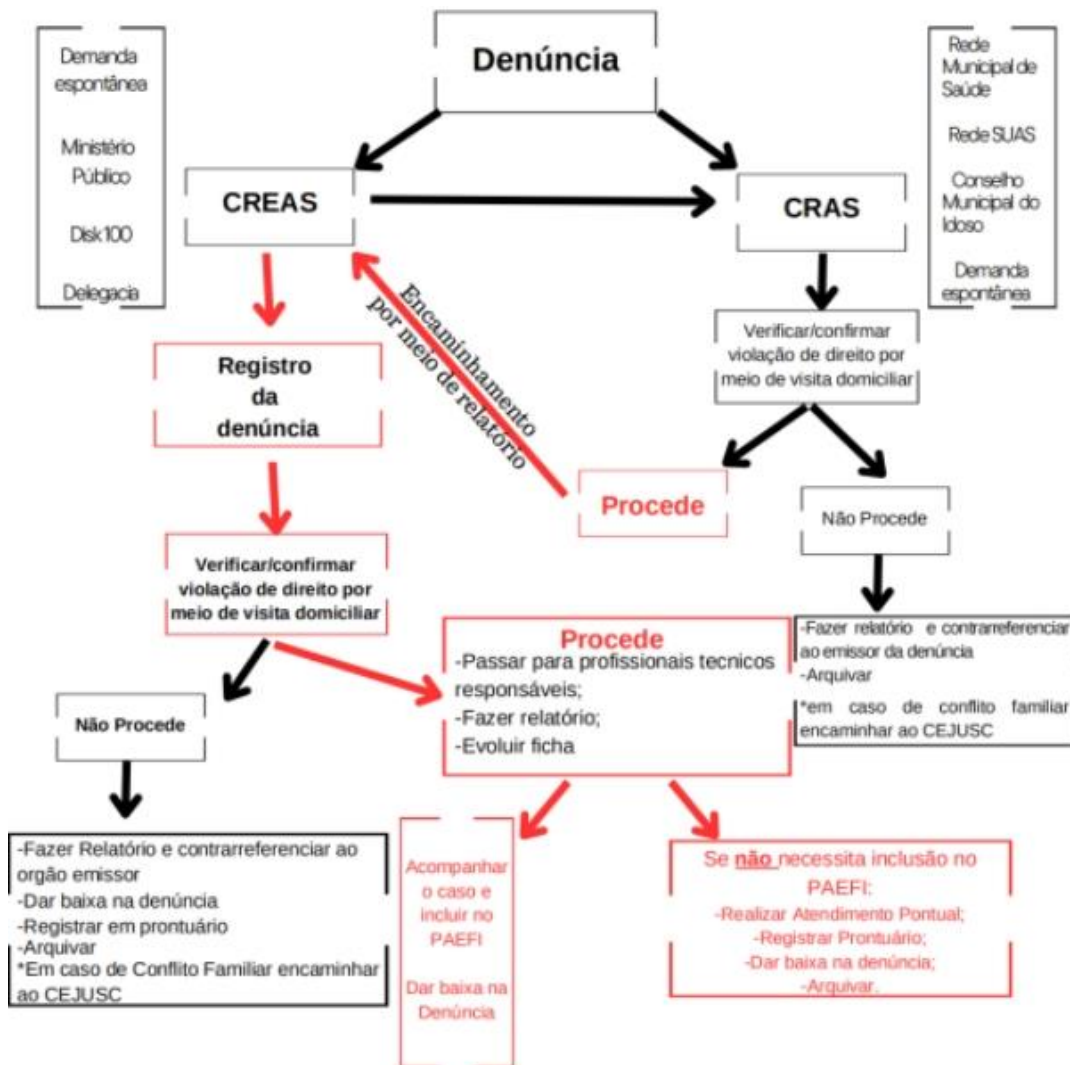 Denúncia
Demanda
espontânea
Ministério
Público
Disk100
Delegacia
Rede
Municipal de
Saúde
Rede SUAS
Conselho
Municipal do
Idoso
Demanda
espontânea
CREAS
CRAS
Encaminhamento
por meio de relatório
Registro
da
denúncia
Verificar/confirmar
violação de direito por
meio de visita domiciliar
Procede
Não Procede
Verificar/confirmar
violação de direito por
meio de visita domiciliar
Procede
-Passar para profissionais tecnicos
responsáveis;
-Fazer relatório;
-Evoluir ficha
-Fazer relatório e contrarreferenciar
ao emissor da denúncia
-Arquivar
*em caso de conflito familiar
encaminhar ao CEJUSC
Não Procede
-Fazer Relatório e contrarreferenciar ao
orgão emissor
-Dar baixa na denúncia
-Registrar em prontuário
-Arquivar
*Em caso de Conflito Familiar encaminhar
ao CEJUSC
Acompanhar
o caso e
incluir no
PAEFI
Dar baixa na
Denúncia
Se não necessita inclusão no
PAEFI:
-Realizar Atendimento Pontual;
-Registrar Prontuário;
-Dar baixa na denúncia;
-Arquivar.